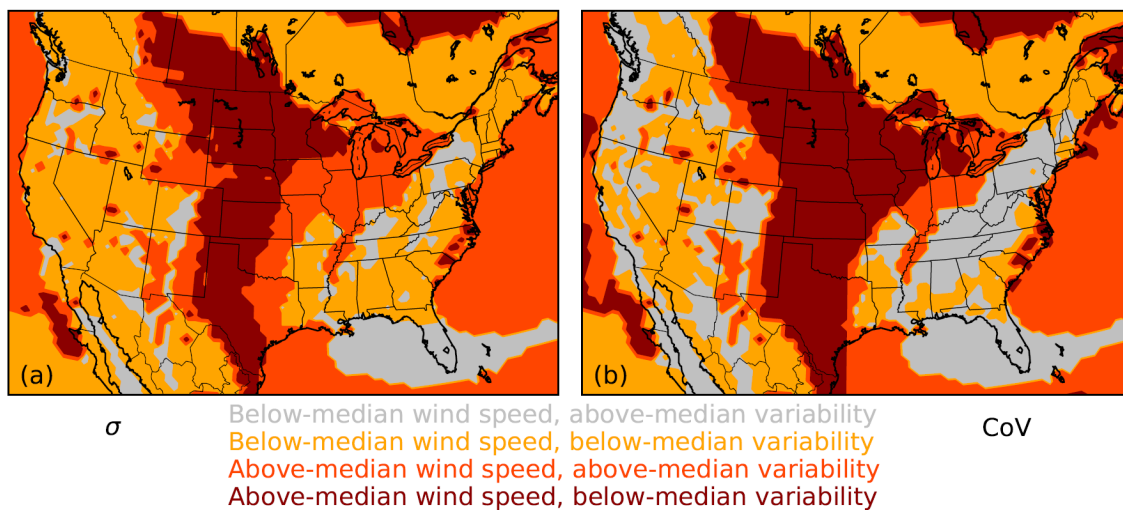 (a)
(b)
σ
CoV
Below-median wind speed, above-median variability
Below-median wind speed, below-median variability
Above-median wind speed, above-median variability
Above-median wind speed, below-median variability